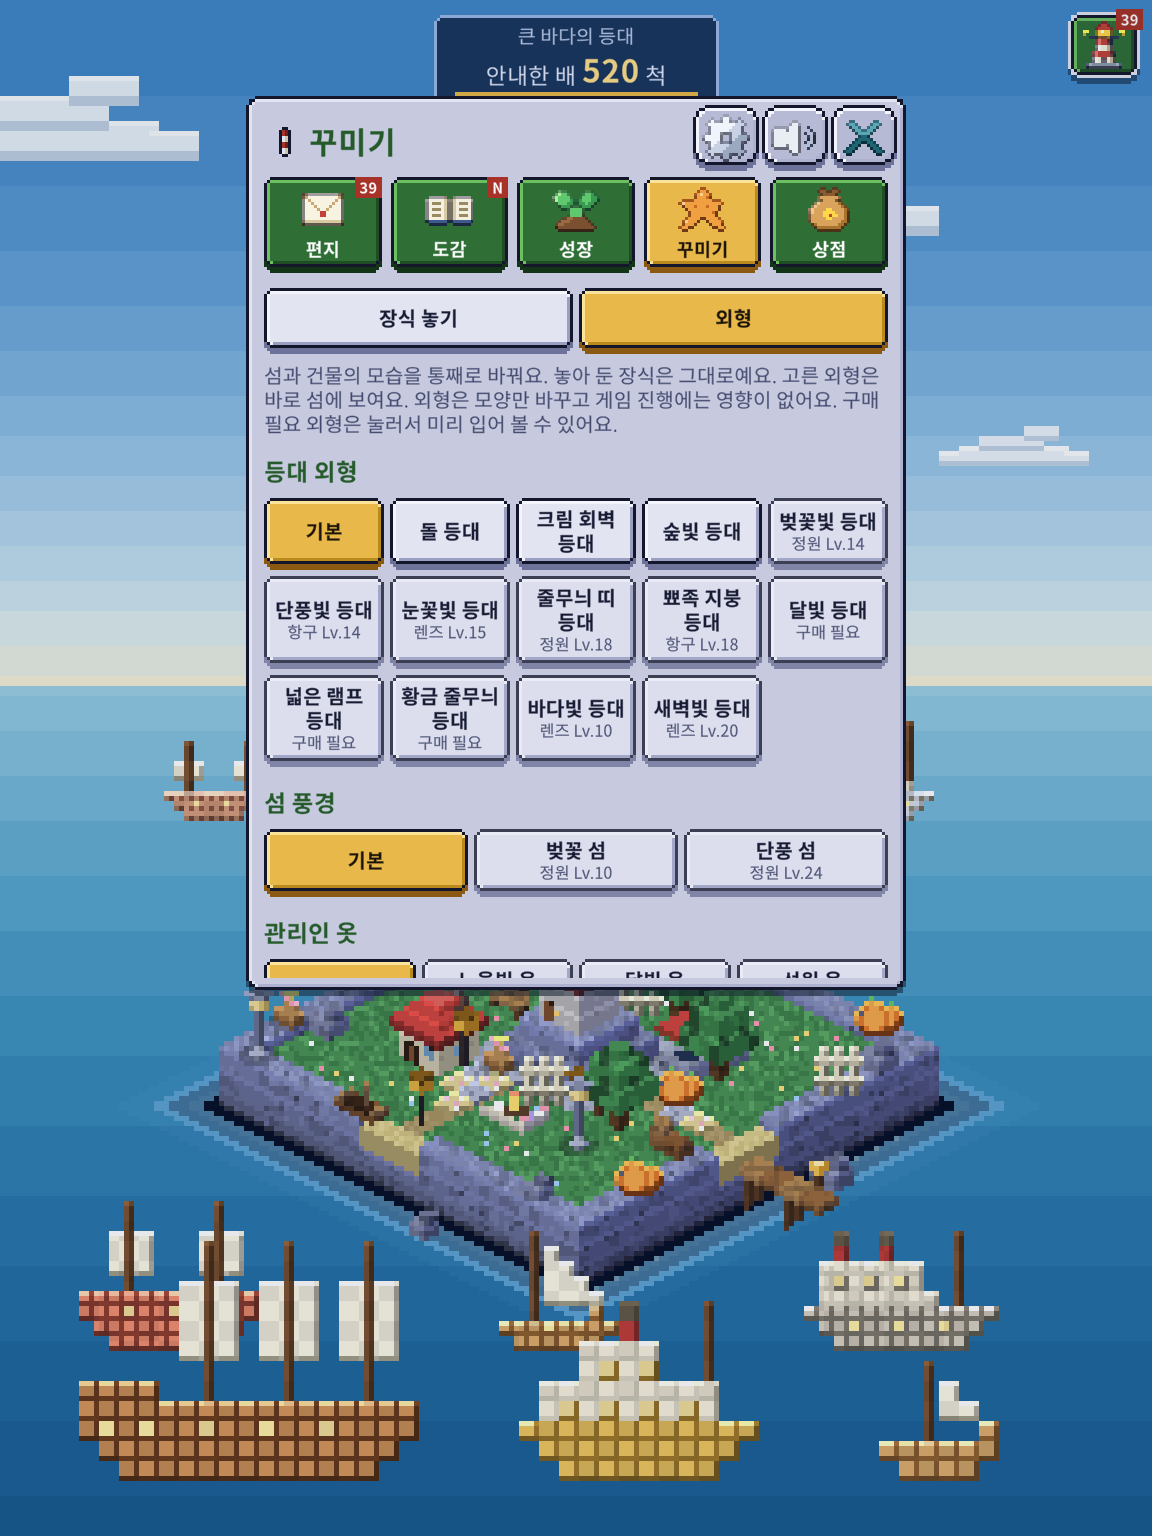 큰 바다의 등대
안내한 배 520 척
39
꾸미기
39
N
편지
도감
성장
꾸미기
상점
장식 놓기
외형
섬과 건물의 모습을 통째로 바꿔요. 놓아 둔 장식은 그대로예요. 고른 외형은
바로 섬에 보여요. 외형은 모양만 바꾸고 게임 진행에는 영향이 없어요. 구매
필요 외형은 눌러서 미리 입어 볼 수 있어요.
등대 외형
기본
돌 등대
크림 회벽
등대
숲빛 등대
벚꽃빛 등대
정원 Lv.14
단풍빛 등대
항구 Lv.14
눈꽃빛 등대
렌즈 Lv.15
줄무늬 띠
등대
정원 Lv.18
뾰족 지붕
등대
항구 Lv.18
달빛 등대
구매 필요
넓은 램프
등대
구매 필요
황금 줄무늬
등대
구매 필요
바다빛 등대
렌즈 Lv.10
새벽빛 등대
렌즈 Lv.20
섬 풍경
기본
벚꽃 섬
정원 Lv.10
단풍 섬
정원 Lv.24
관리인 옷